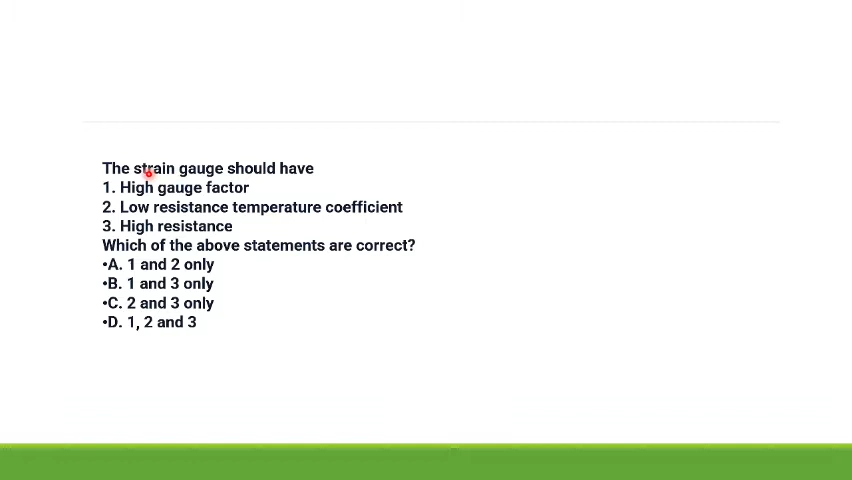 The strain gauge should have
1. High gauge factor
2. Low resistance temperature coefficient
3. High resistance
Which of the above statements are correct?
•A. 1 and 2 only
•B. 1 and 3 only
•C. 2 and 3 only
•D. 1, 2 and 3